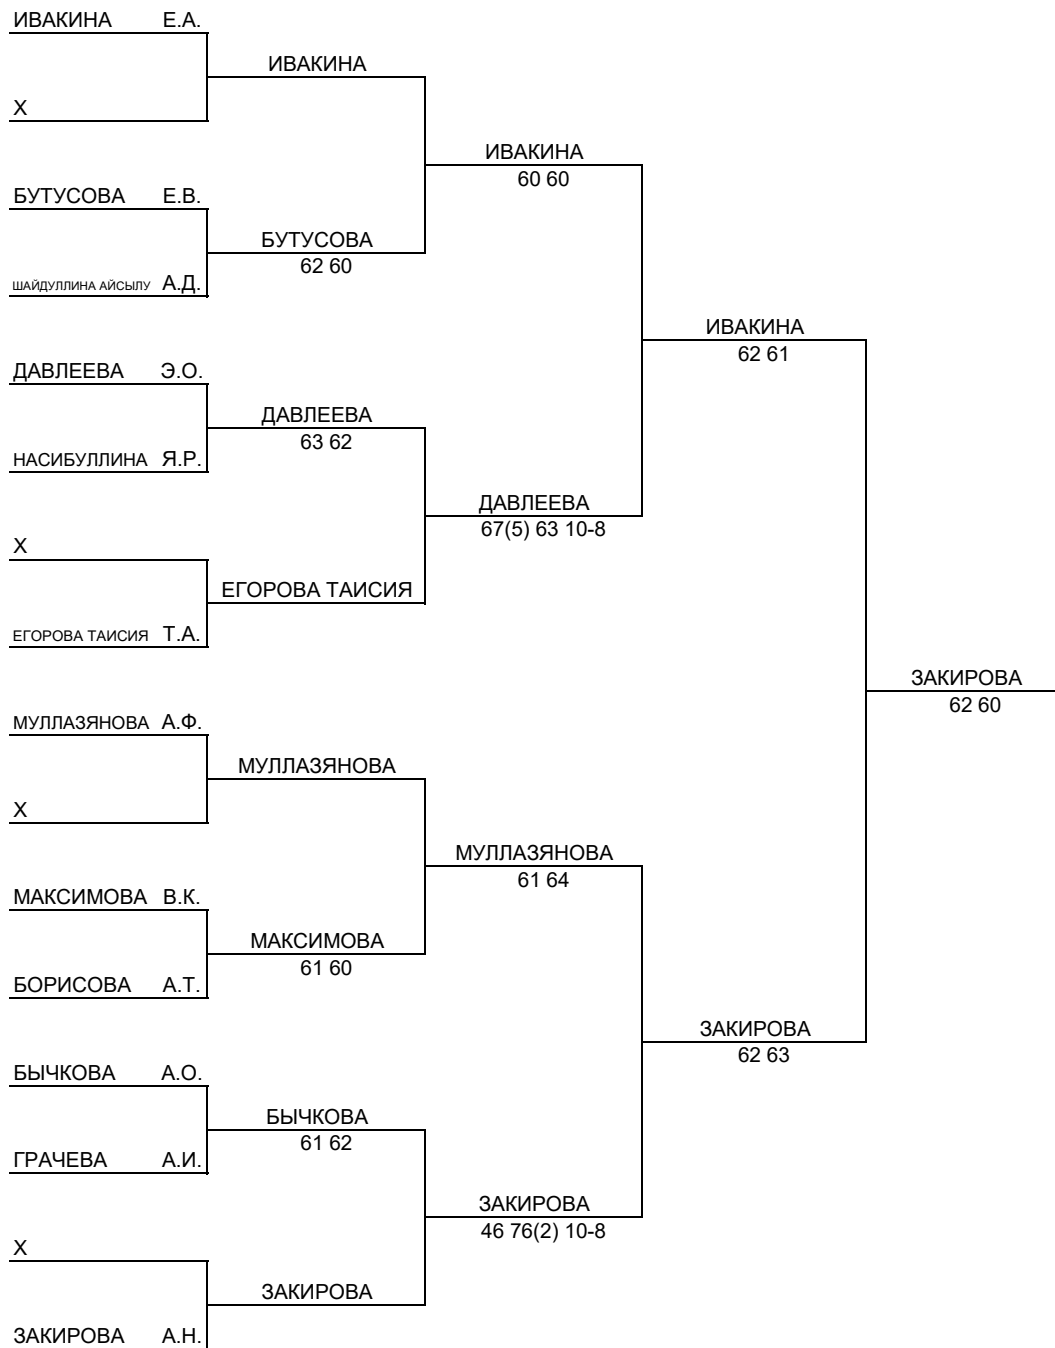 ИВАКИНА Е.А.
ИВАКИНА
Х
ИВАКИНА
60 60
БУТУСОВА Е.В.
БУТУСОВА
62 60
ШАЙДУЛЛИНА АЙСЫЛУ А.Д.
ИВАКИНА
62 61
ДАВЛЕЕВА Э.О.
ДАВЛЕЕВА
63 62
НАСИБУЛЛИНА Я.Р.
ДАВЛЕЕВА
67(5) 63 10-8
Х
ЕГОРОВА ТАИСИЯ
ЕГОРОВА ТАИСИЯ Т.А.
ЗАКИРОВА
62 60
МУЛЛАЗЯНОВА А.Ф.
МУЛЛАЗЯНОВА
Х
МУЛЛАЗЯНОВА
61 64
МАКСИМОВА В.К.
МАКСИМОВА
61 60
БОРИСОВА А.Т.
ЗАКИРОВА
62 63
БЫЧКОВА А.О.
БЫЧКОВА
61 62
ГРАЧЕВА А.И.
ЗАКИРОВА
46 76(2) 10-8
Х
ЗАКИРОВА
ЗАКИРОВА А.Н.